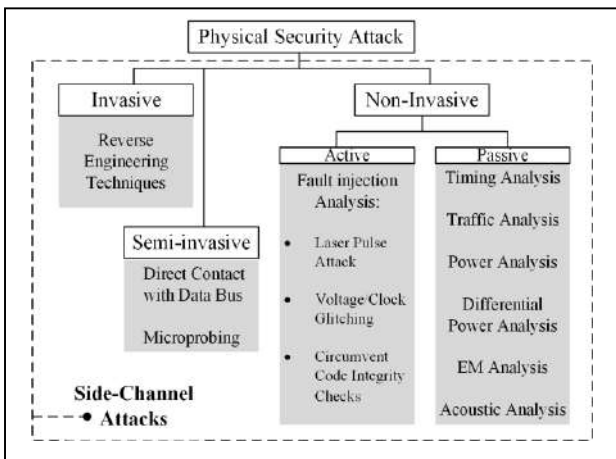 Physical Security Attack
Invasive
Reverse
Engineering
Techniques
Semi-invasive
Direct Contact
with Data Bus
Microprobing
Non-Invasive
Active
Fault injection
Analysis:
• Laser Pulse
Attack
• Voltage/Clock
Glitching
• Circumvent
Code Integrity
Checks
Passive
Timing Analysis
Traffic Analysis
Power Analysis
Differential
Power Analysis
EM Analysis
Acoustic Analysis
Side-Channel
Attacks